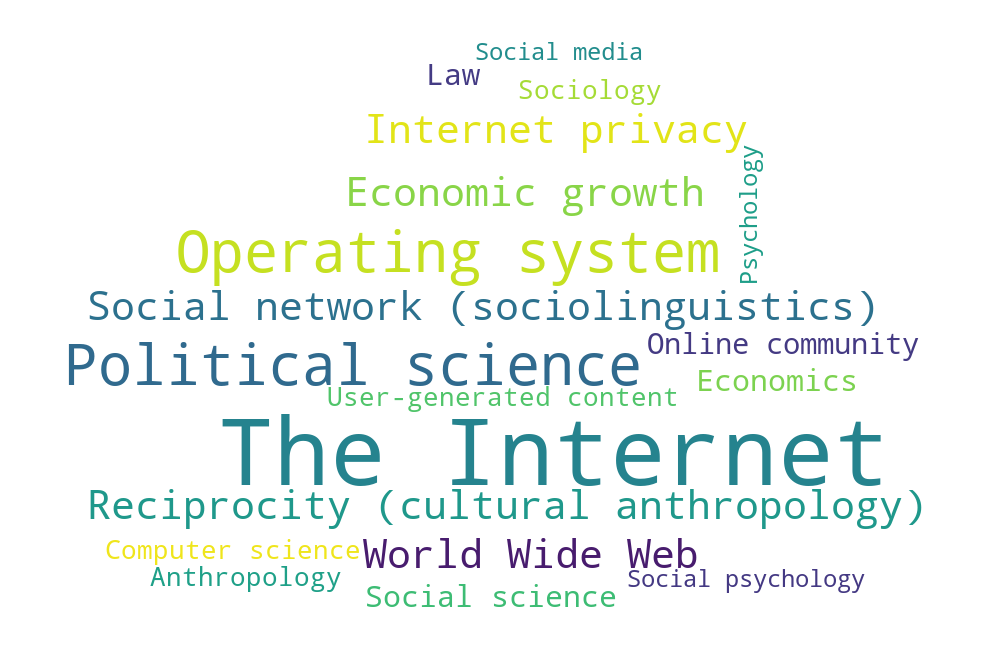 Social media
Law
Sociology
Internet privacy
Psychology
Economic growth
Operating system
Social network (sociolinguistics)
Online community
Political science
Economics
User-generated content
The Internet
Reciprocity (cultural anthropology)
Computer science
World Wide Web
Anthropology
Social psychology
Social science